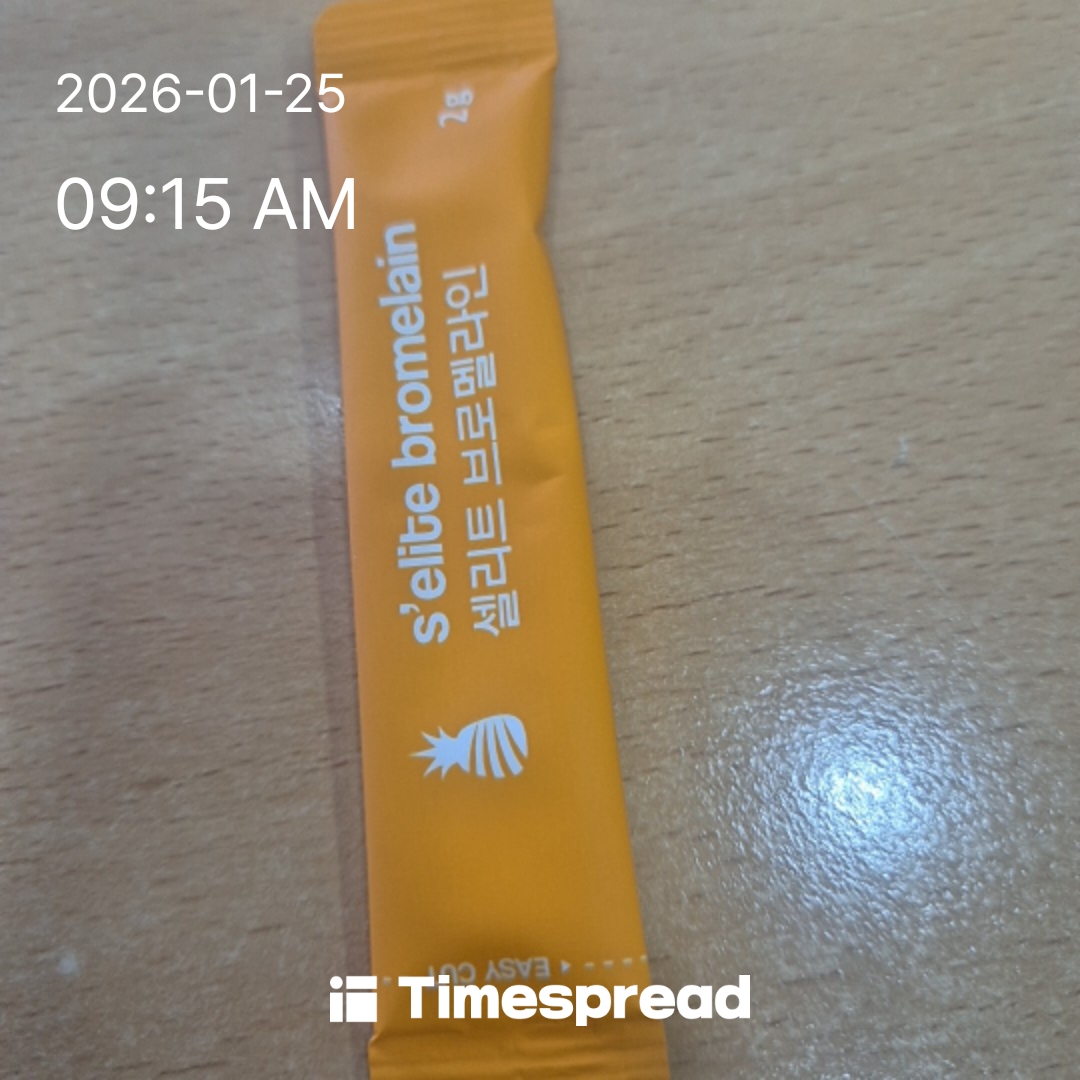 2026-01-25
09:15 AM
2g
s'elite bromelain
셀리트 브로멜라인
EASY CUT
Timespread